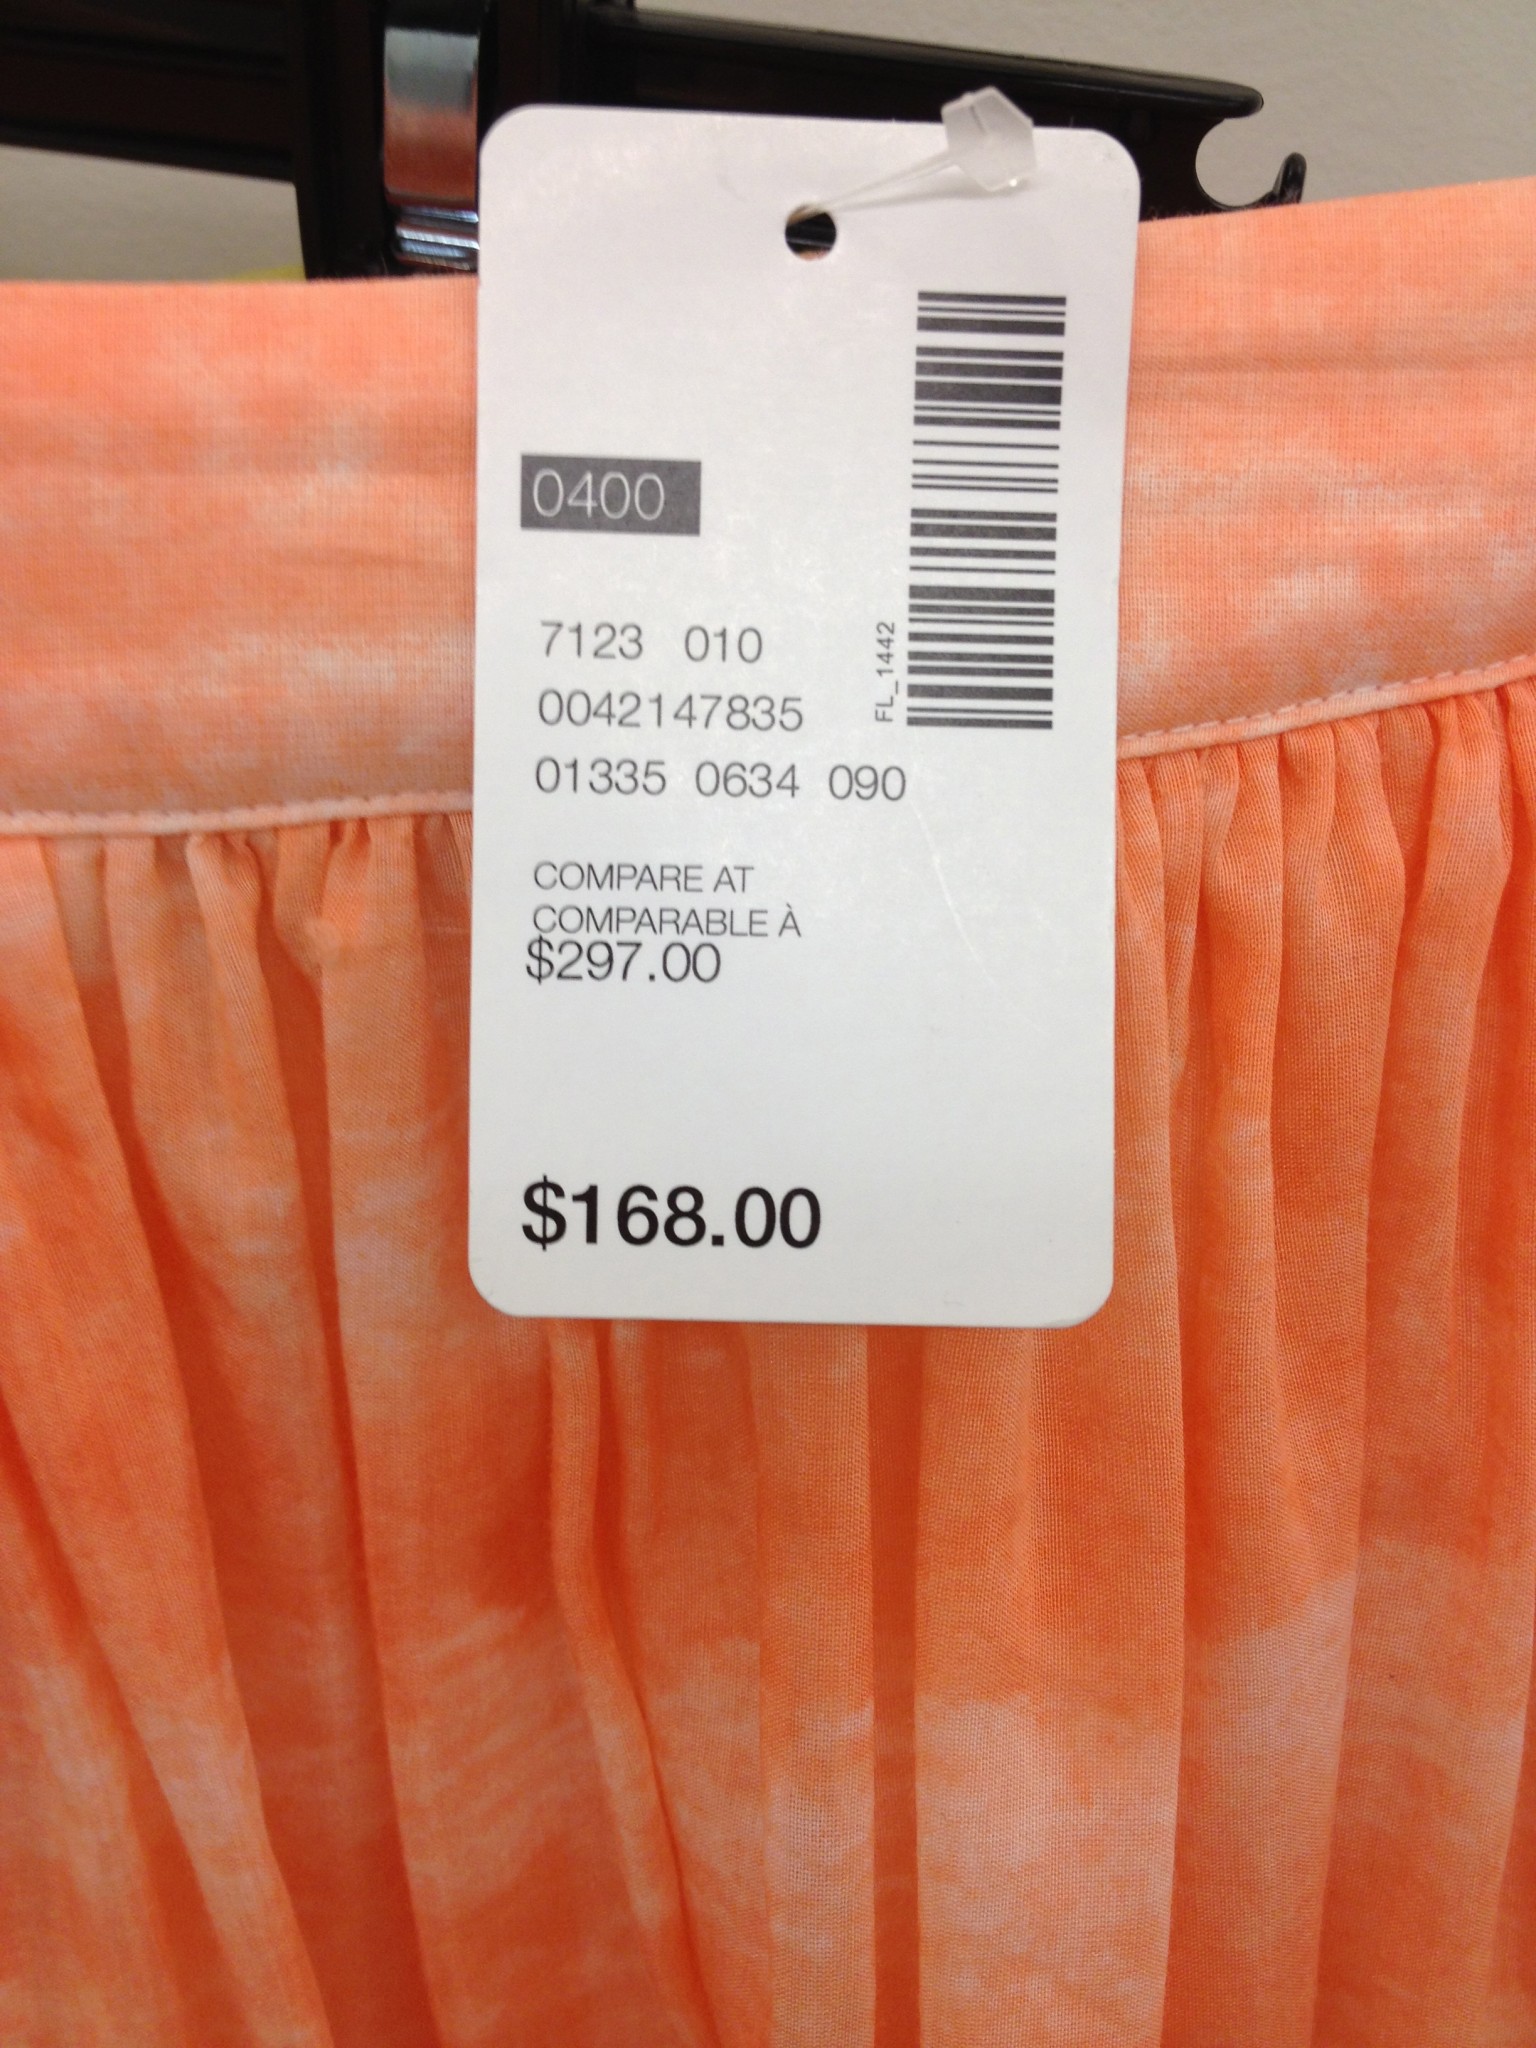 0400
7123 010
0042147835
01335 0634 090
FL_1442
COMPARE AT
COMPARABLE À
$297.00
$168.00